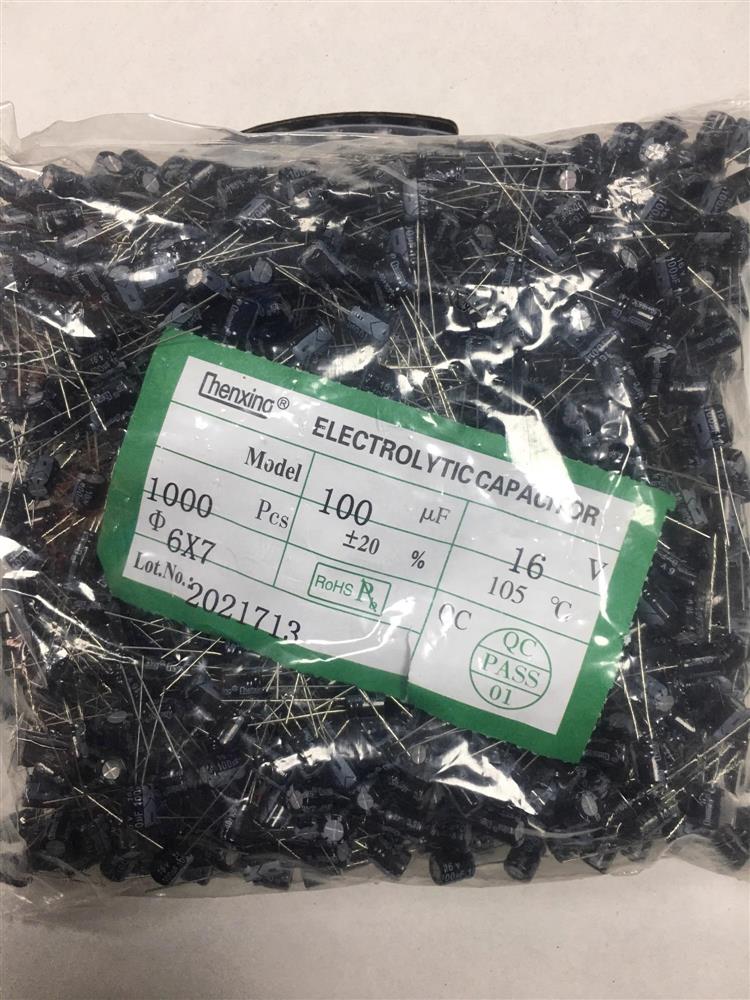 Chenxing®
ELECTROLYTIC CAPACITOR
Model 100 µF 16 V
1000 Pcs ±20 % 105 ℃
Φ 6X7 RoHS Pb QC
Lot.No.: 2021713
QC
PASS
01